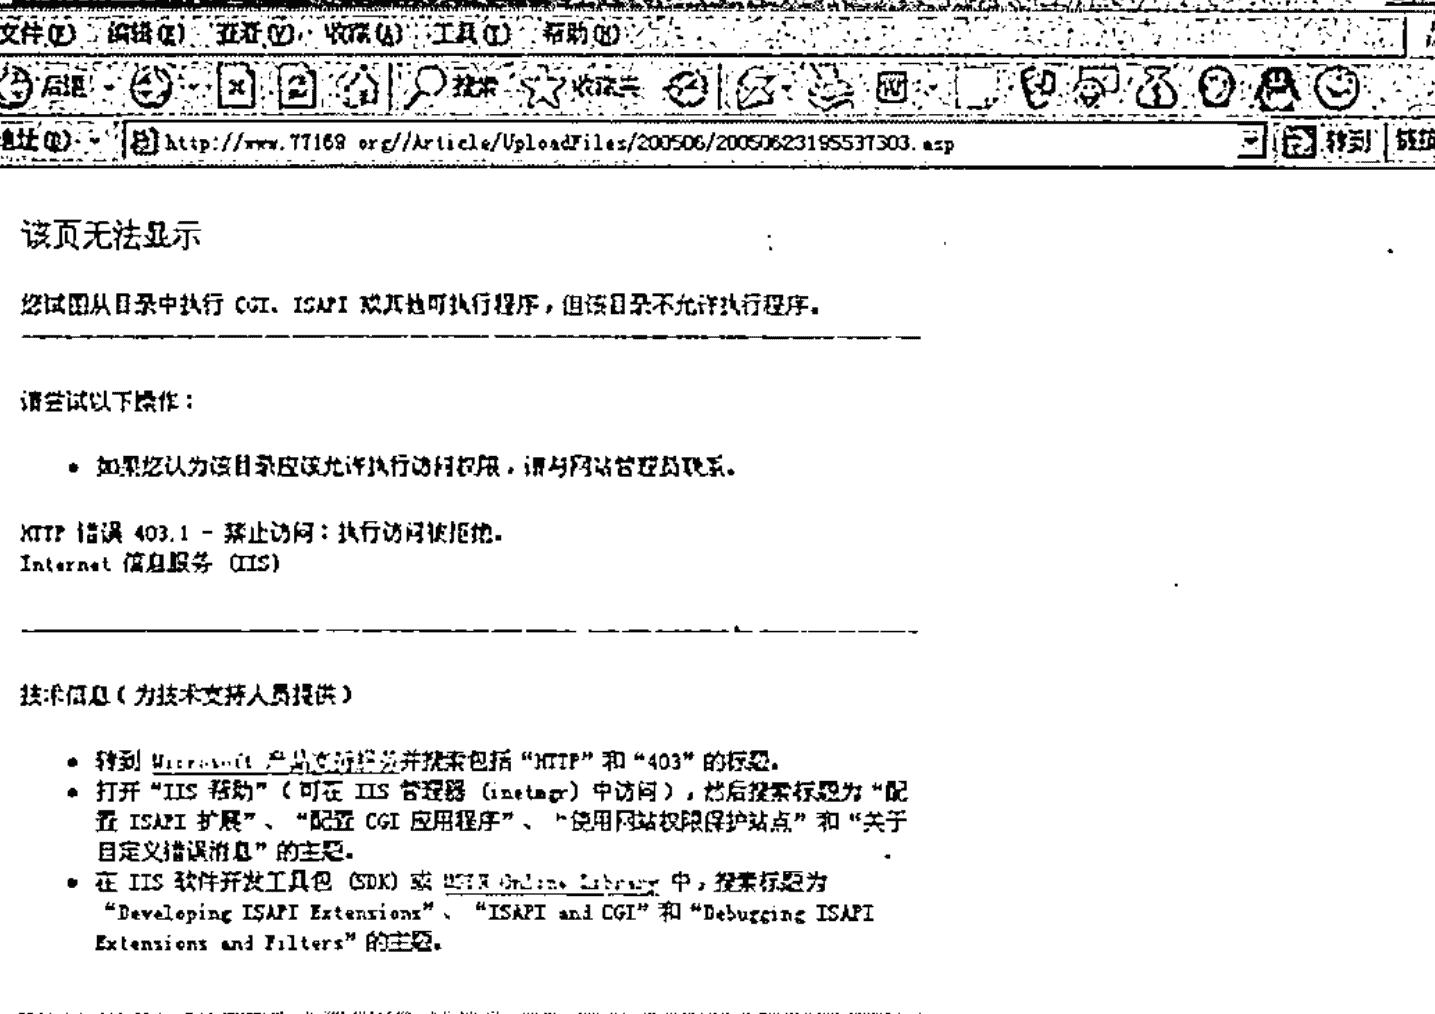 文件(F) 编辑(E) 查看(V) 收藏(A) 工具(T) 帮助(H)
后退 搜索 收藏夹
地址(D) http://www.77169 org//Article/UploadFiles/200506/20050623195537303.asp 转到 链接
该页无法显示
您试图从目录中执行 CGI、ISAPI 或其他可执行程序，但该目录不允许执行程序。
请尝试以下操作：
• 如果您认为该目录应该允许执行访问权限，请与网站管理员联系。
HTTP 错误 403.1 - 禁止访问：执行访问被拒绝。
Internet 信息服务 (IIS)
技术信息（为技术支持人员提供）
• 转到 Microsoft 产品支持服务并搜索包括“HTTP”和“403”的标题。
• 打开“IIS 帮助”（可在 IIS 管理器 (inetmgr) 中访问），然后搜索标题为“配
置 ISAPI 扩展”、“配置 CGI 应用程序”、“使用网站权限保护站点”和“关于
自定义错误消息”的主题。
• 在 IIS 软件开发工具包 (SDK) 或 MSDN Online Library 中，搜索标题为
“Developing ISAPI Extensions”、“ISAPI and CGI”和“Debugging ISAPI
Extensions and Filters”的主题。